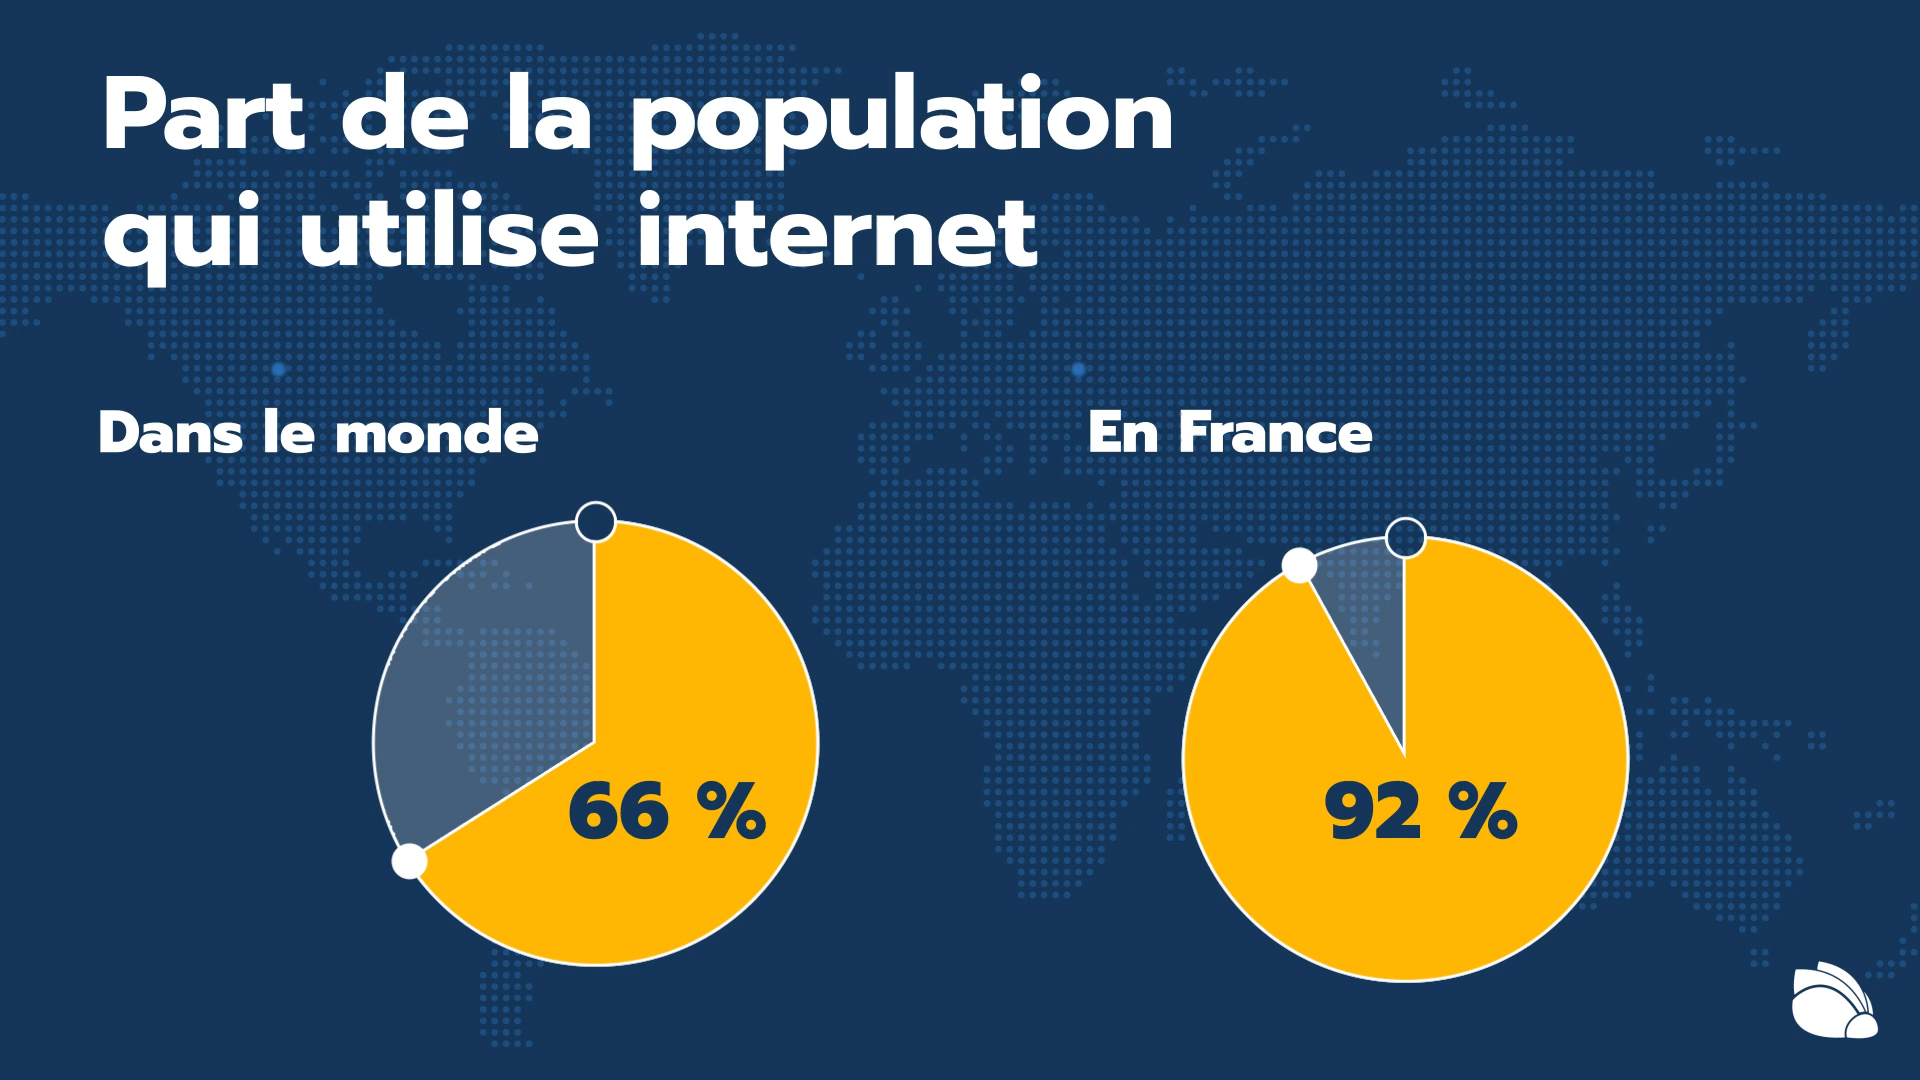 Part de la population
qui utilise internet
Dans le monde
En France
66 %
92 %